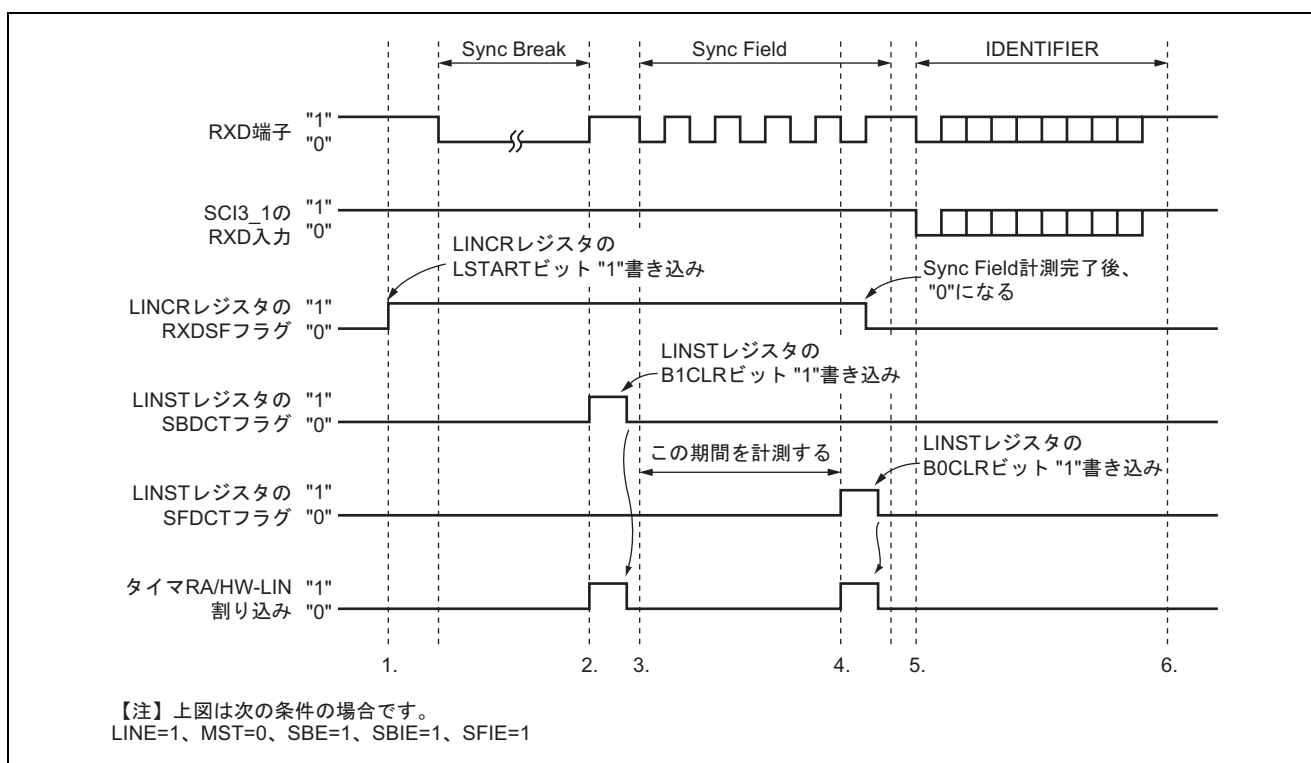 Sync Break
Sync Field
IDENTIFIER
RXD端子
"1"
"0"
SCI3_1の
RXD入力
"1"
"0"
LINCRレジスタの
LSTARTビット "1"書き込み
Sync Field計測完了後、
"0"になる
LINCRレジスタの
RXDSFフラグ
"1"
"0"
LINSTレジスタの
B1CLRビット "1"書き込み
LINSTレジスタの
SBDCTフラグ
"1"
"0"
この期間を計測する
LINSTレジスタの
B0CLRビット "1"書き込み
LINSTレジスタの
SFDCTフラグ
"1"
"0"
タイマRA/HW-LIN
割り込み
"1"
"0"
1.
2.
3.
4.
5.
6.
【注】上図は次の条件の場合です。
LINE=1、MST=0、SBE=1、SBIE=1、SFIE=1